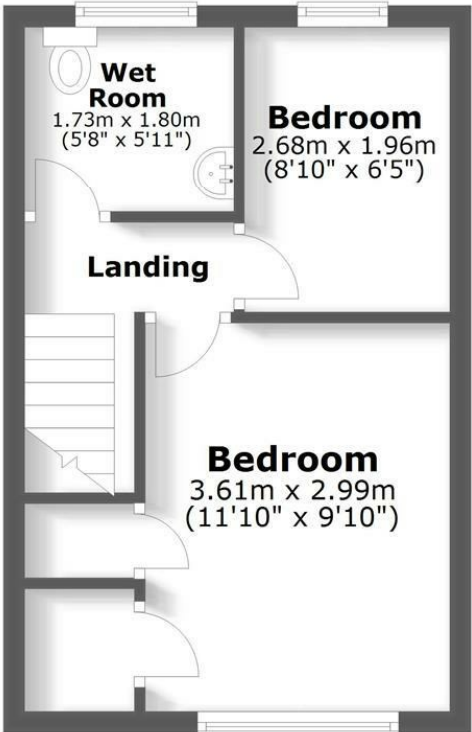 Wet
Room
1.73m x 1.80m
(5'8" x 5'11")
Bedroom
2.68m x 1.96m
(8'10" x 6'5")
Landing
Bedroom
3.61m x 2.99m
(11'10" x 9'10")